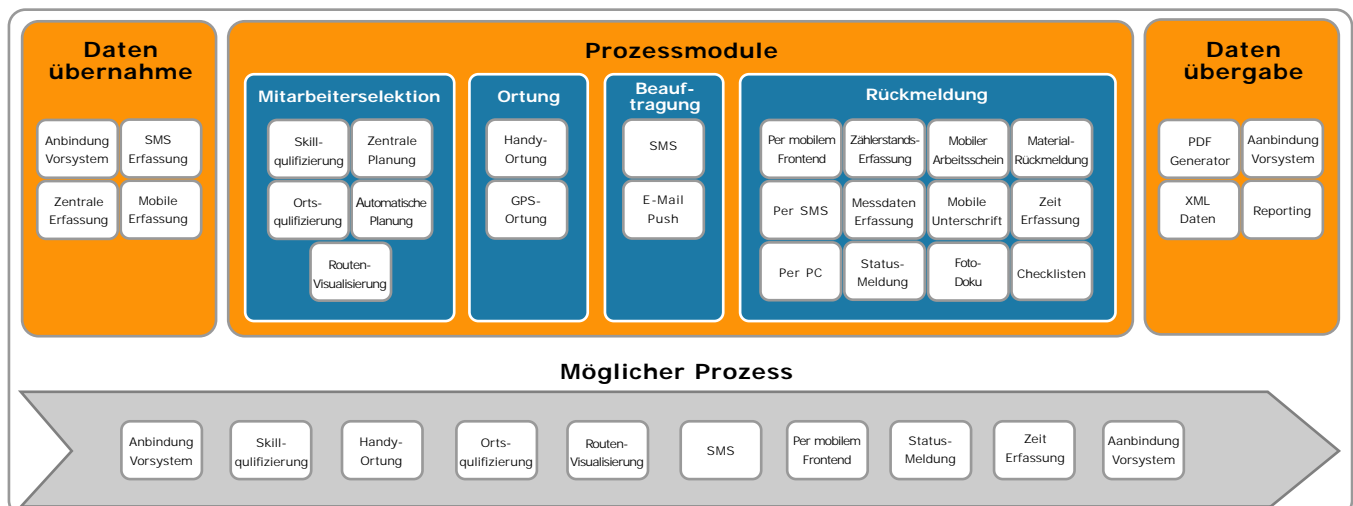 Daten
übernahme
Anbindung
Vorsystem
SMS
Erfassung
Zentrale
Erfassung
Mobile
Erfassung
Prozessmodule
Mitarbeiterselektion
Skill-
qulifizierung
Zentrale
Planung
Orts-
qulifizierung
Automatische
Planung
Routen-
Visualisierung
Ortung
Handy-
Ortung
GPS-
Ortung
Beauf-
tragung
SMS
E-Mail
Push
Rückmeldung
Per mobilem
Frontend
Zählerstands-
Erfassung
Mobiler
Arbeitsschein
Material-
Rückmeldung
Per SMS
Messdaten
Erfassung
Mobile
Unterschrift
Zeit
Erfassung
Per PC
Status-
Meldung
Foto-
Doku
Checklisten
Daten
übergabe
PDF
Generator
Aanbindung
Vorsystem
XML
Daten
Reporting
Möglicher Prozess
Anbindung
Vorsystem
Skill-
qulifizierung
Handy-
Ortung
Orts-
qulifizierung
Routen-
Visualisierung
SMS
Per mobilem
Frontend
Status-
Meldung
Zeit
Erfassung
Aanbindung
Vorsystem